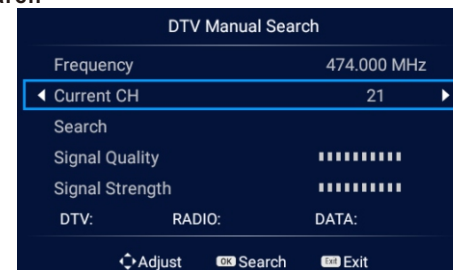 DTV Manual Search
Frequency 474.000 MHz
Current CH 21
Search
Signal Quality
Signal Strength
DTV: RADIO: DATA:
Adjust OK Search Exit Exit